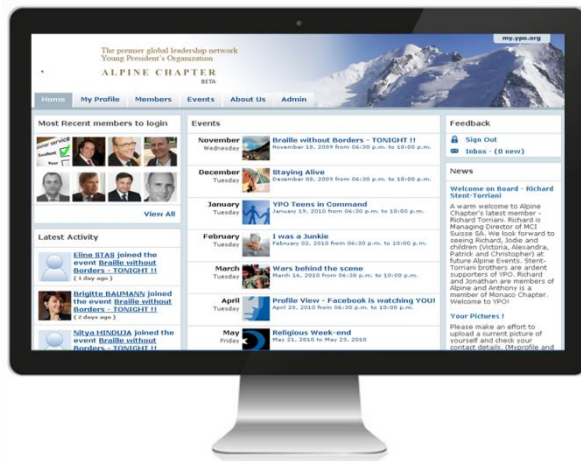 my.ypo.org
The premier global leadership network
Young President's Organization
ALPINE CHAPTER
BETA
Home
My Profile
Members
Events
About Us
Admin
Most Recent members to login
View All
Latest Activity
Eline STAS joined the
event Braille without
Borders - TONIGHT !!
( 1 day ago )
Brigitte BAUMANN joined
the event Braille without
Borders - TONIGHT !!
( 2 days ago )
Nitya HINDUJA joined the
event Braille without
Borders - TONIGHT !!
Events
November
Wednesday
Braille without Borders - TONIGHT !!
November 18, 2009 from 06:30 p.m. to 10:00 p.m.
December
Tuesday
Staying Alive
December 08, 2009 from 06:30 p.m. to 10:00 p.m.
January
Tuesday
YPO Teens in Command
January 19, 2010 from 06:30 p.m. to 10:00 p.m.
February
Tuesday
I was a Junkie
February 02, 2010 from 06:30 p.m. to 10:00 p.m.
March
Tuesday
Wars behind the scene
March 16, 2010 from 06:30 p.m. to 10:00 p.m.
April
Tuesday
Profile View - Facebook is watching YOU!
April 20, 2010 from 06:30 p.m. to 10:00 p.m.
May
Friday
Religious Week-end
May 21, 2010 to May 23, 2010
Feedback
Sign Out
Inbox - (0 new)
News
Welcome on Board - Richard
Stent-Torriani
A warm welcome to Alpine
Chapter's latest member -
Richard Torriani. Richard is
Managing Director of MCI
Suisse SA. We look forward to
seeing Richard, Jodie and
children (Victoria, Alexandra,
Patrick and Christopher) at
future Alpine Events. Stent-
Torriani brothers are ardent
supporters of YPO. Richard
and Jonathan are members of
Alpine and Anthony is a
member of Monaco Chapter.
Welcome to YPO!
Your Pictures !
Please make an effort to
upload a current picture of
yourself and check your
contact details. (Myprofile and